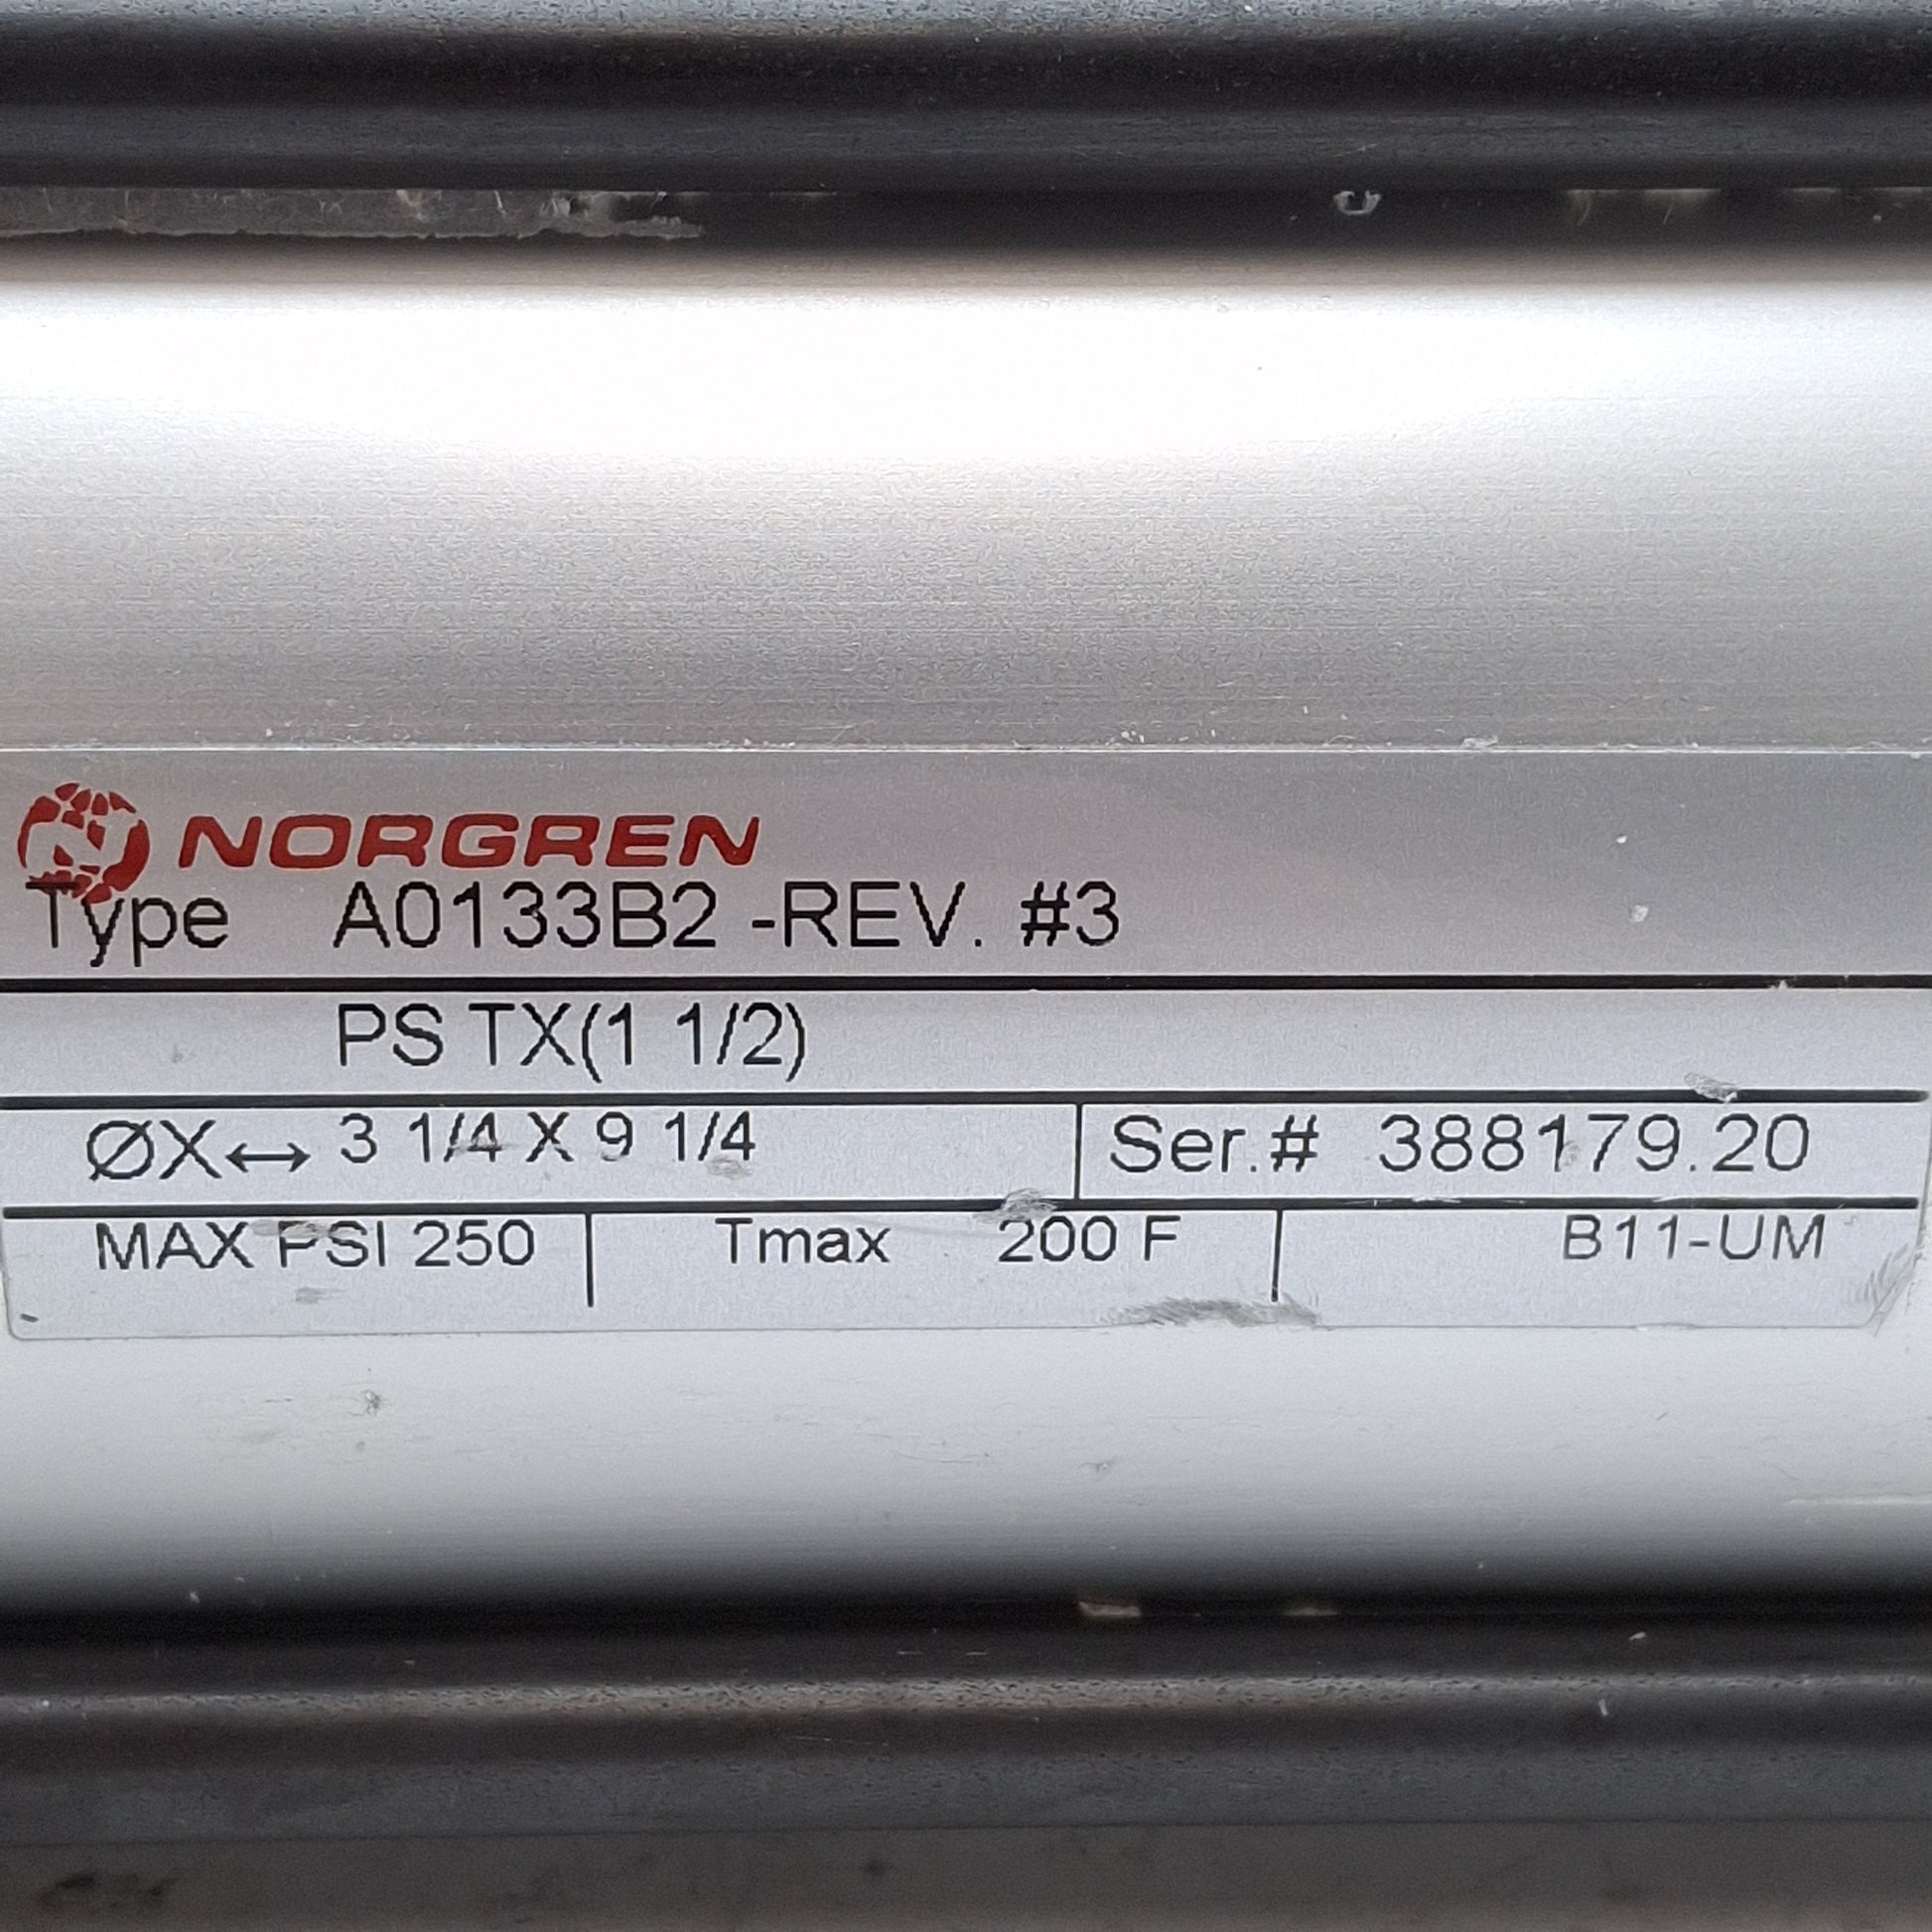 NORGREN
Type A0133B2 -REV. #3
PS TX(1 1/2)
ØX↔ 3 1/4 X 9 1/4 Ser.# 388179.20
MAX PSI 250 Tmax 200 F B11-UM